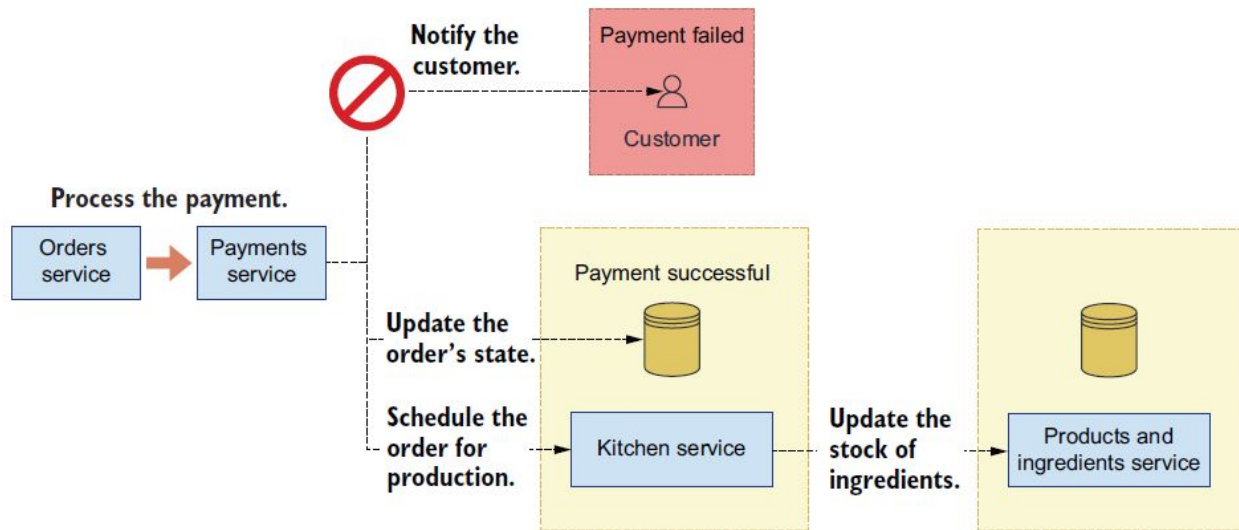 Notify the
customer.
Payment failed
Customer
Process the payment.
Orders
service
Payments
service
Payment successful
Update the
order’s state.
Schedule the
order for
production.
Kitchen service
Update the
stock of
ingredients.
Products and
ingredients service